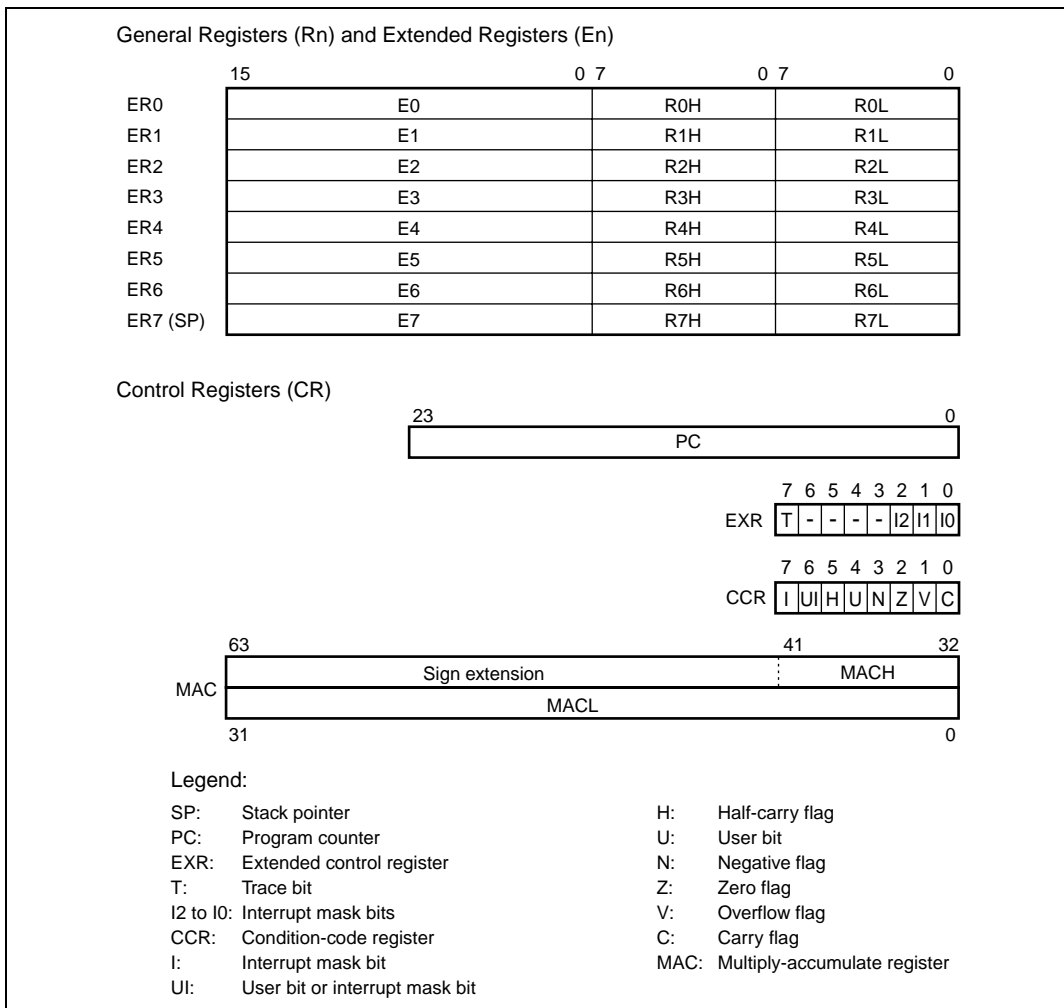 General Registers (Rn) and Extended Registers (En)
15 0 7 0 7 0
ER0 E0 R0H R0L
ER1 E1 R1H R1L
ER2 E2 R2H R2L
ER3 E3 R3H R3L
ER4 E4 R4H R4L
ER5 E5 R5H R5L
ER6 E6 R6H R6L
ER7 (SP) E7 R7H R7L
Control Registers (CR)
23 0
PC
7 6 5 4 3 2 1 0
EXR T - - - - I2 I1 I0
7 6 5 4 3 2 1 0
CCR I UI H U N Z V C
63 41 32
Sign extension MACH
MAC
MACL
31 0
Legend:
SP: Stack pointer
PC: Program counter
EXR: Extended control register
T: Trace bit
I2 to I0: Interrupt mask bits
CCR: Condition-code register
I: Interrupt mask bit
UI: User bit or interrupt mask bit
H: Half-carry flag
U: User bit
N: Negative flag
Z: Zero flag
V: Overflow flag
C: Carry flag
MAC: Multiply-accumulate register